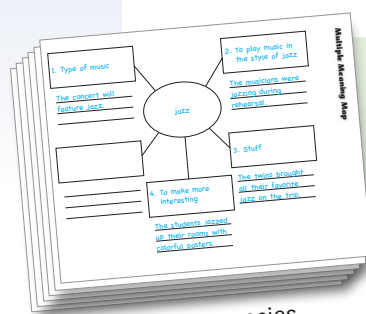 Multiple Meaning Map
1. Type of music
The concert will
feature jazz.
2. To play music in
the style of jazz
The musicians were
jazzing during
rehearsal.
jazz
3. Stuff
The twins brought
all their favorite
jazz on the trip.
4. To make more
interesting
The students jazzed
up their rooms with
colorful posters.